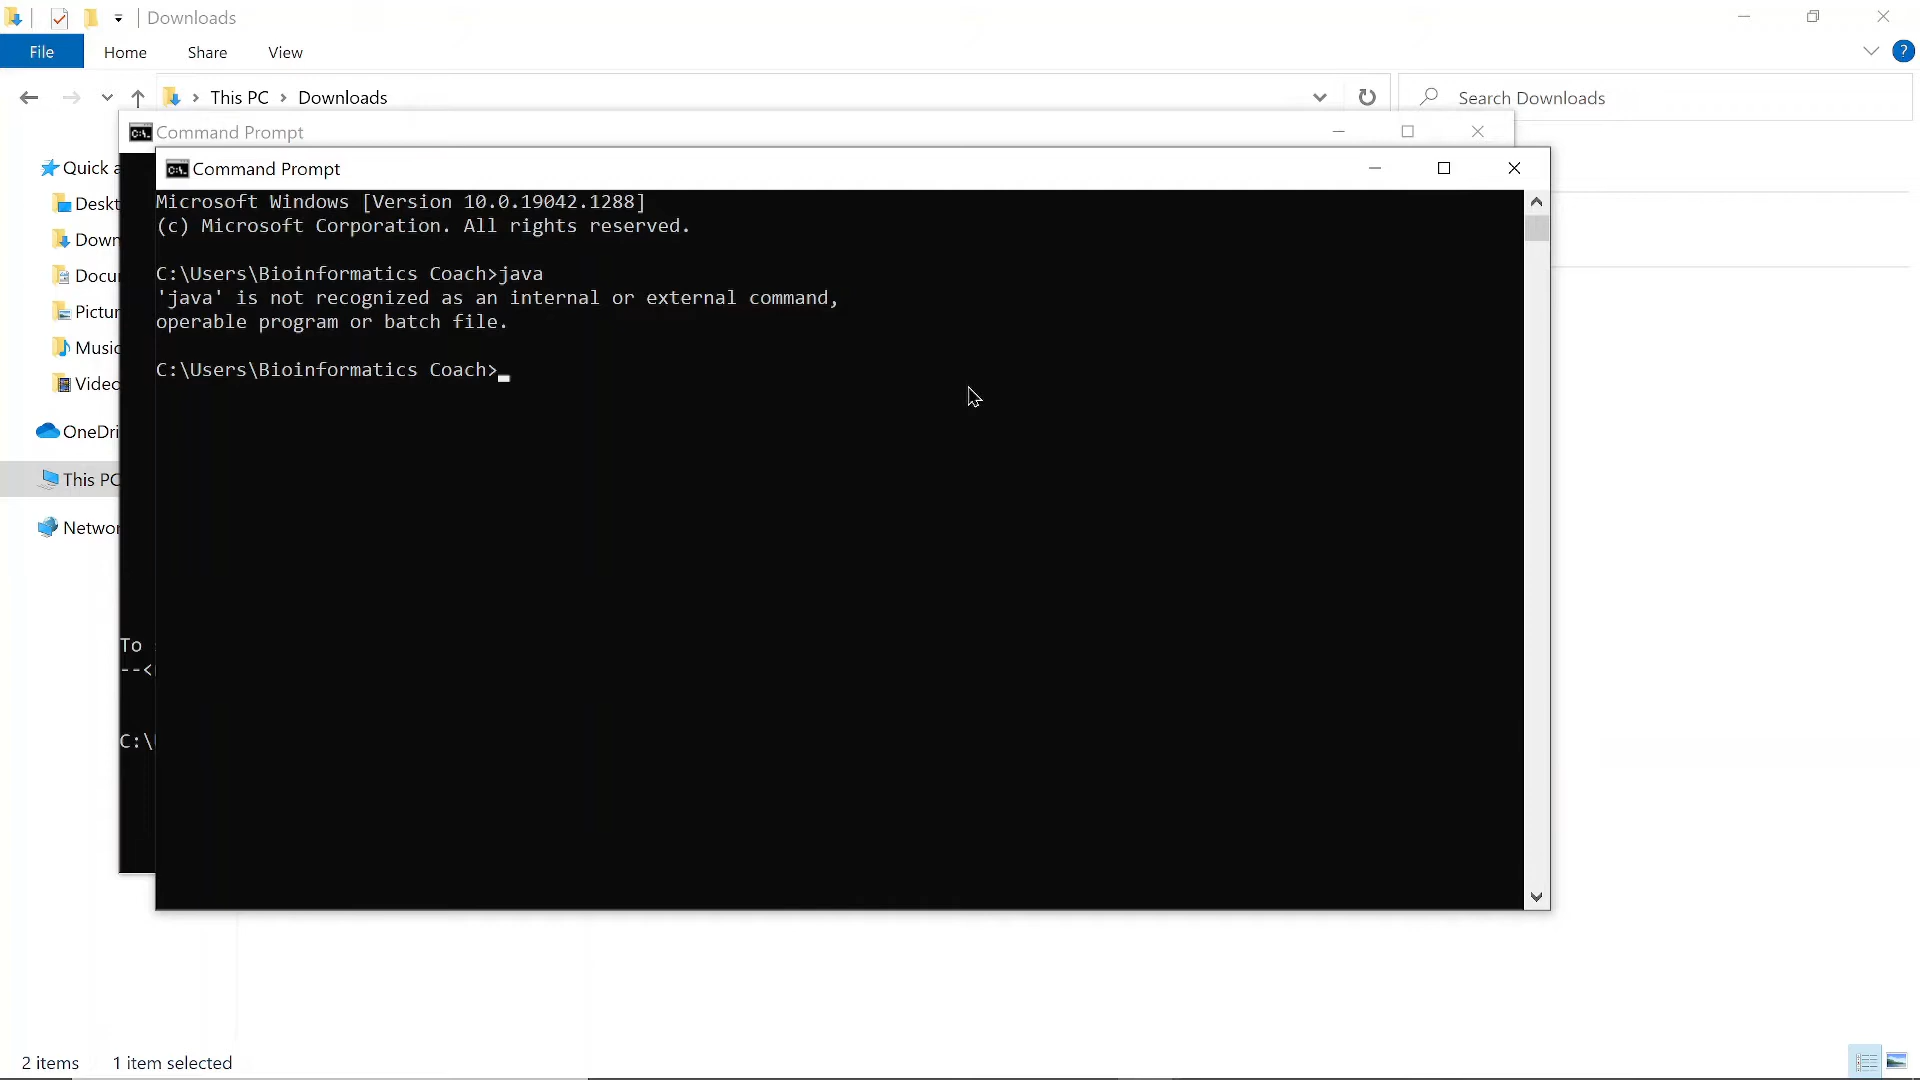 Downloads
File Home Share View
This PC > Downloads
Search Downloads
Command Prompt
Command Prompt
Quick
Microsoft Windows [Version 10.0.19042.1288]
(c) Microsoft Corporation. All rights reserved.
C:\Users\Bioinformatics Coach>java
'java' is not recognized as an internal or external command,
operable program or batch file.
C:\Users\Bioinformatics Coach>
Deskt
Down
Docu
Pictur
Music
Video
OneDri
This PC
Networ
To
--<
C:\
2 items 1 item selected